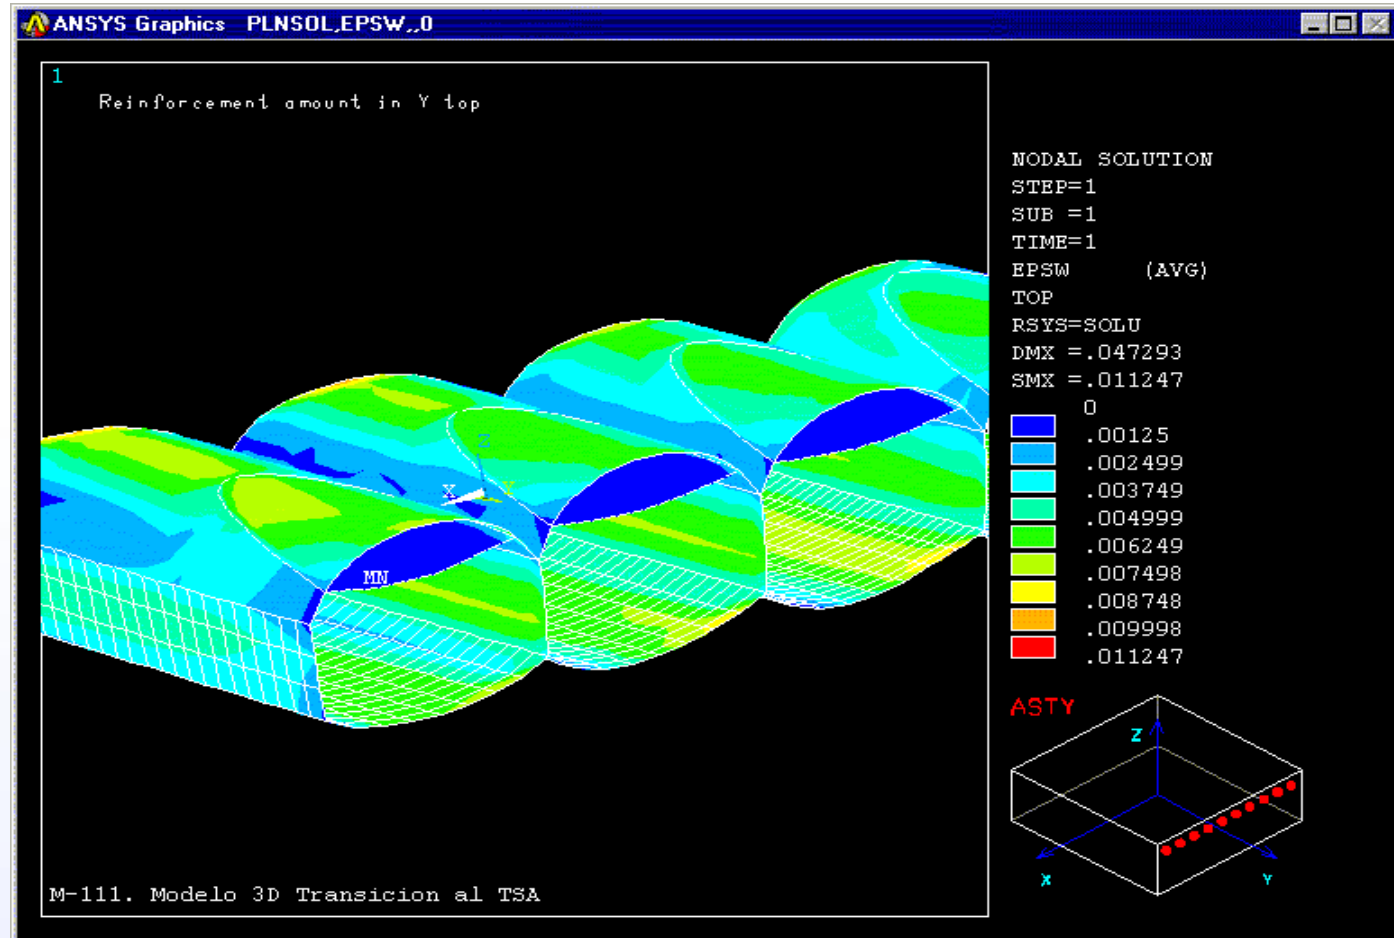 ANSYS Graphics PLNSOL,EPSW,,0
1
Reinforcement amount in Y top
NODAL SOLUTION
STEP=1
SUB =1
TIME=1
EPSW (AVG)
TOP
RSYS=SOLU
DMX =.047293
SMX =.011247
0
.00125
.002499
.003749
.004999
.006249
.007498
.008748
.009998
.011247
Z
X Y
MN
ASTY
Z
X
Y
M-111. Modelo 3D Transicion al TSA